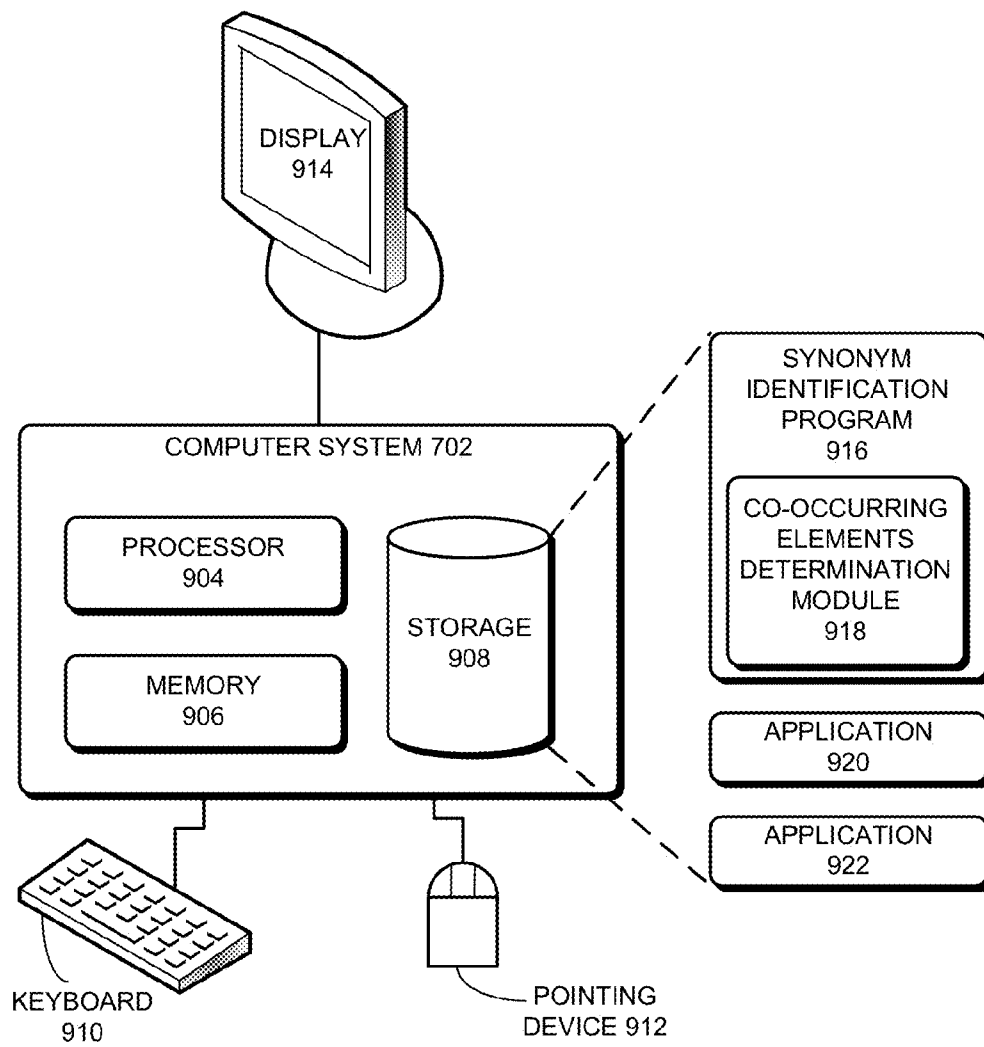 DISPLAY
914
COMPUTER SYSTEM 702
PROCESSOR
904
MEMORY
906
STORAGE
908
SYNONYM
IDENTIFICATION
PROGRAM
916
CO-OCCURRING
ELEMENTS
DETERMINATION
MODULE
918
APPLICATION
920
APPLICATION
922
KEYBOARD
910
POINTING
DEVICE 912